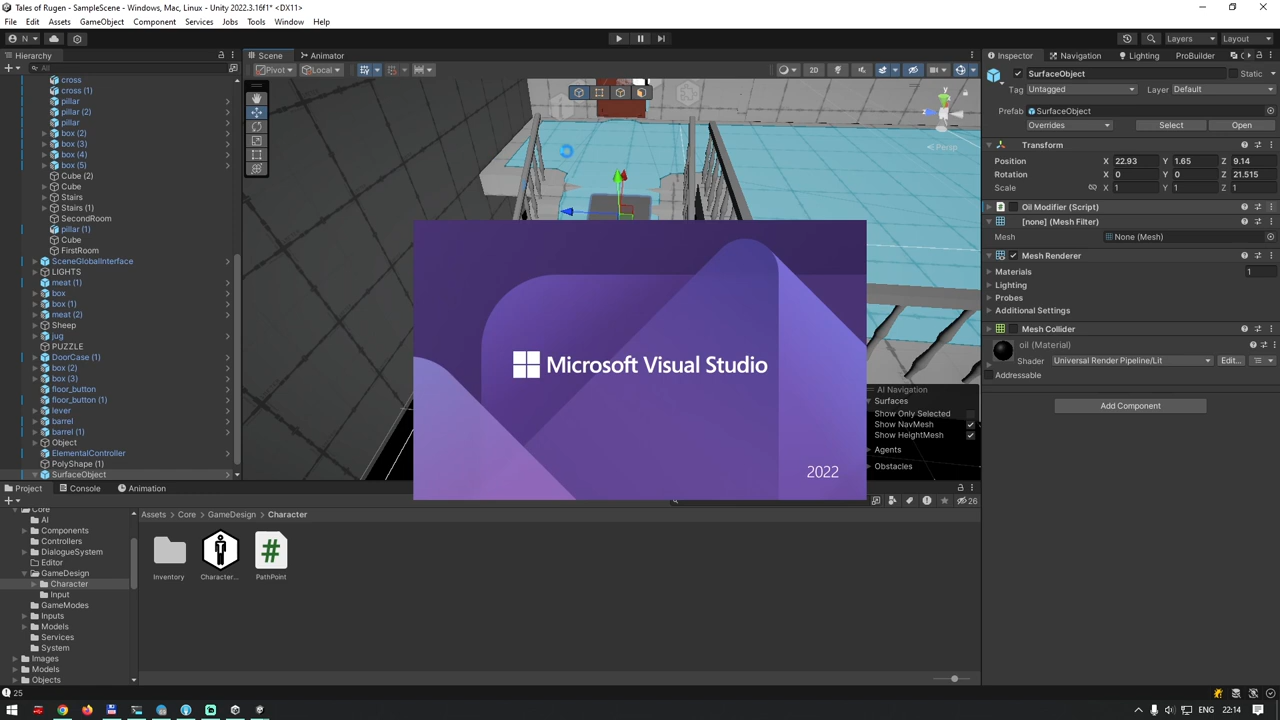 Tales of Rugen - SampleScene - Windows, Mac, Linux - Unity 2022.3.16f1* <DX11>
File Edit Assets GameObject Component Services Jobs Tools Window Help
N Layers Layout
Hierarchy Scene Animator Inspector Navigation Lighting ProBuilder
All Pivot Local 2D SurfaceObject Static
Tag Untagged Layer Default
Prefab SurfaceObject
Overrides Select Open
Transform
Position X 22.93 Y 1.65 Z 9.14
Rotation X 0 Y 0 Z 21.515
Scale X 1 Y 1 Z 1
Oil Modifier (Script)
[none] (Mesh Filter)
Mesh None (Mesh)
Mesh Renderer
Materials 1
Lighting
Probes
Additional Settings
Mesh Collider
oil (Material)
Shader Universal Render Pipeline/Lit Edit...
Addressable
Add Component
cross
cross (1)
pillar
pillar (2)
pillar
box (2)
box (3)
box (4)
box (5)
Cube (2)
Cube
Stairs
Stairs (1)
SecondRoom
pillar (1)
Cube
FirstRoom
SceneGlobalInterface
LIGHTS
meat (1)
box
box (1)
meat (2)
Sheep
jug
PUZZLE
DoorCase (1)
box (2)
box (3)
floor_button
floor_button (1)
lever
barrel
barrel (1)
Object
ElementalController
PolyShape (1)
SurfaceObject
y
z
Persp
Microsoft Visual Studio
2022
AI Navigation
Surfaces
Show Only Selected
Show NavMesh
Show HeightMesh
Agents
Obstacles
Project Console Animation
26
Core
AI
Components
Controllers
DialogueSystem
Editor
GameDesign
Character
Input
GameModes
Inputs
Models
Services
System
Images
Models
Objects
Assets Core GameDesign Character
Inventory Character... PathPoint
25
ENG 22:14